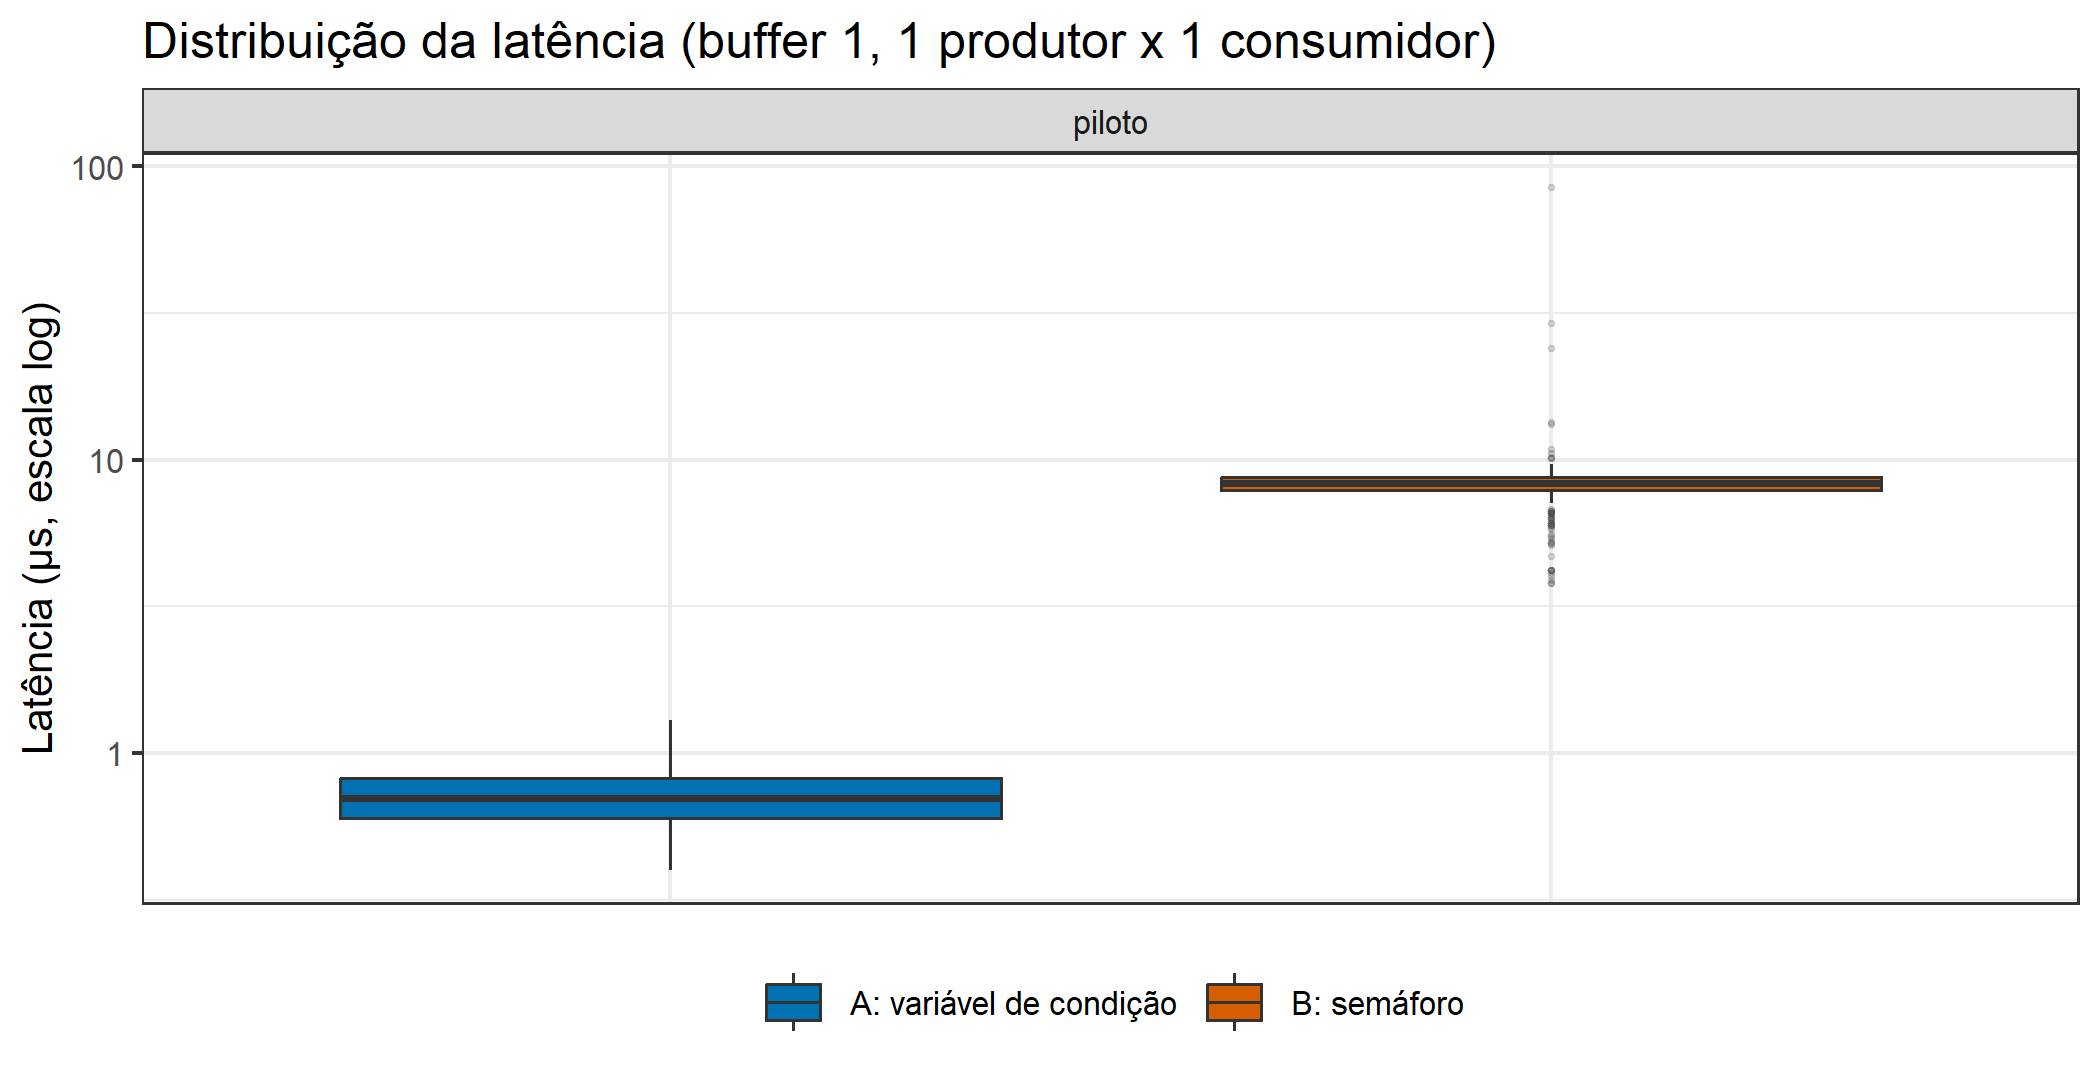 Distribuição da latência (buffer 1, 1 produtor x 1 consumidor)
piloto
Latência (µs, escala log)
100
10
1
A: variável de condição
B: semáforo